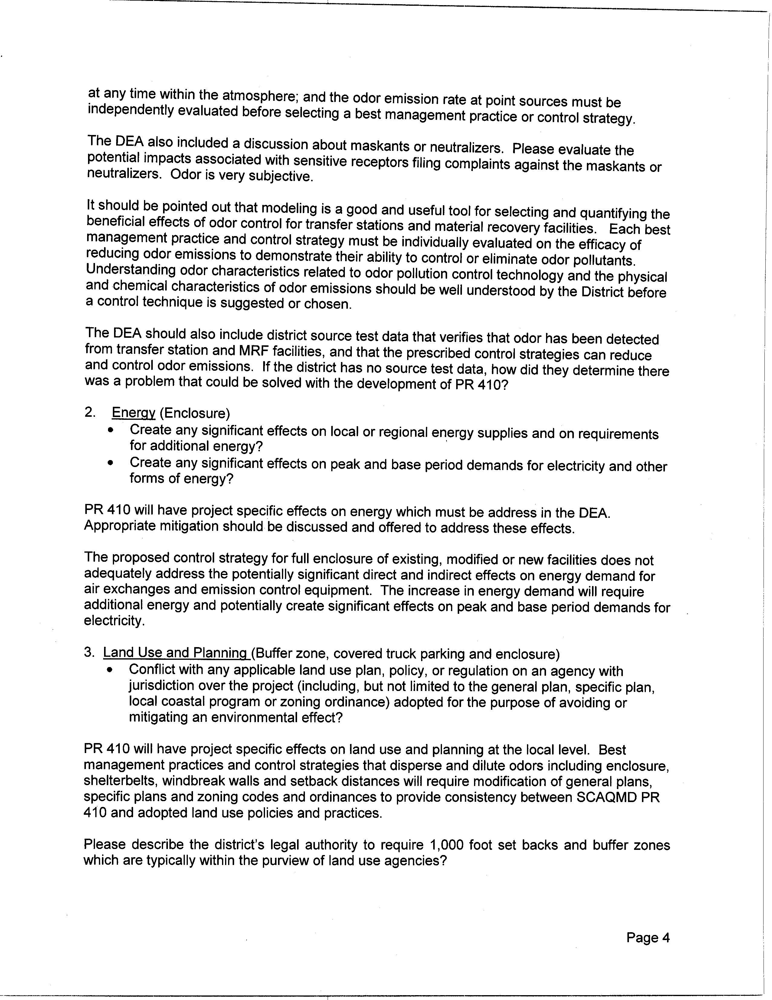 at any time within the atmosphere; and the odor emission rate at point sources must be
independently evaluated before selecting a best management practice or control strategy.
The DEA also included a discussion about maskants or neutralizers. Please evaluate the
potential impacts associated with sensitive receptors filing complaints against the maskants or
neutralizers. Odor is very subjective.
It should be pointed out that modeling is a good and useful tool for selecting and quantifying the
beneficial effects of odor control for transfer stations and material recovery facilities. Each best
management practice and control strategy must be individually evaluated on the efficacy of
reducing odor emissions to demonstrate their ability to control or eliminate odor pollutants.
Understanding odor characteristics related to odor pollution control technology and the physical
and chemical characteristics of odor emissions should be well understood by the District before
a control technique is suggested or chosen.
The DEA should also include district source test data that verifies that odor has been detected
from transfer station and MRF facilities, and that the prescribed control strategies can reduce
and control odor emissions. If the district has no source test data, how did they determine there
was a problem that could be solved with the development of PR 410?
2. Energy (Enclosure)
• Create any significant effects on local or regional energy supplies and on requirements
for additional energy?
• Create any significant effects on peak and base period demands for electricity and other
forms of energy?
PR 410 will have project specific effects on energy which must be address in the DEA.
Appropriate mitigation should be discussed and offered to address these effects.
The proposed control strategy for full enclosure of existing, modified or new facilities does not
adequately address the potentially significant direct and indirect effects on energy demand for
air exchanges and emission control equipment. The increase in energy demand will require
additional energy and potentially create significant effects on peak and base period demands for
electricity.
3. Land Use and Planning (Buffer zone, covered truck parking and enclosure)
• Conflict with any applicable land use plan, policy, or regulation on an agency with
jurisdiction over the project (including, but not limited to the general plan, specific plan,
local coastal program or zoning ordinance) adopted for the purpose of avoiding or
mitigating an environmental effect?
PR 410 will have project specific effects on land use and planning at the local level. Best
management practices and control strategies that disperse and dilute odors including enclosure,
shelterbelts, windbreak walls and setback distances will require modification of general plans,
specific plans and zoning codes and ordinances to provide consistency between SCAQMD PR
410 and adopted land use policies and practices.
Please describe the district's legal authority to require 1,000 foot set backs and buffer zones
which are typically within the purview of land use agencies?
Page 4